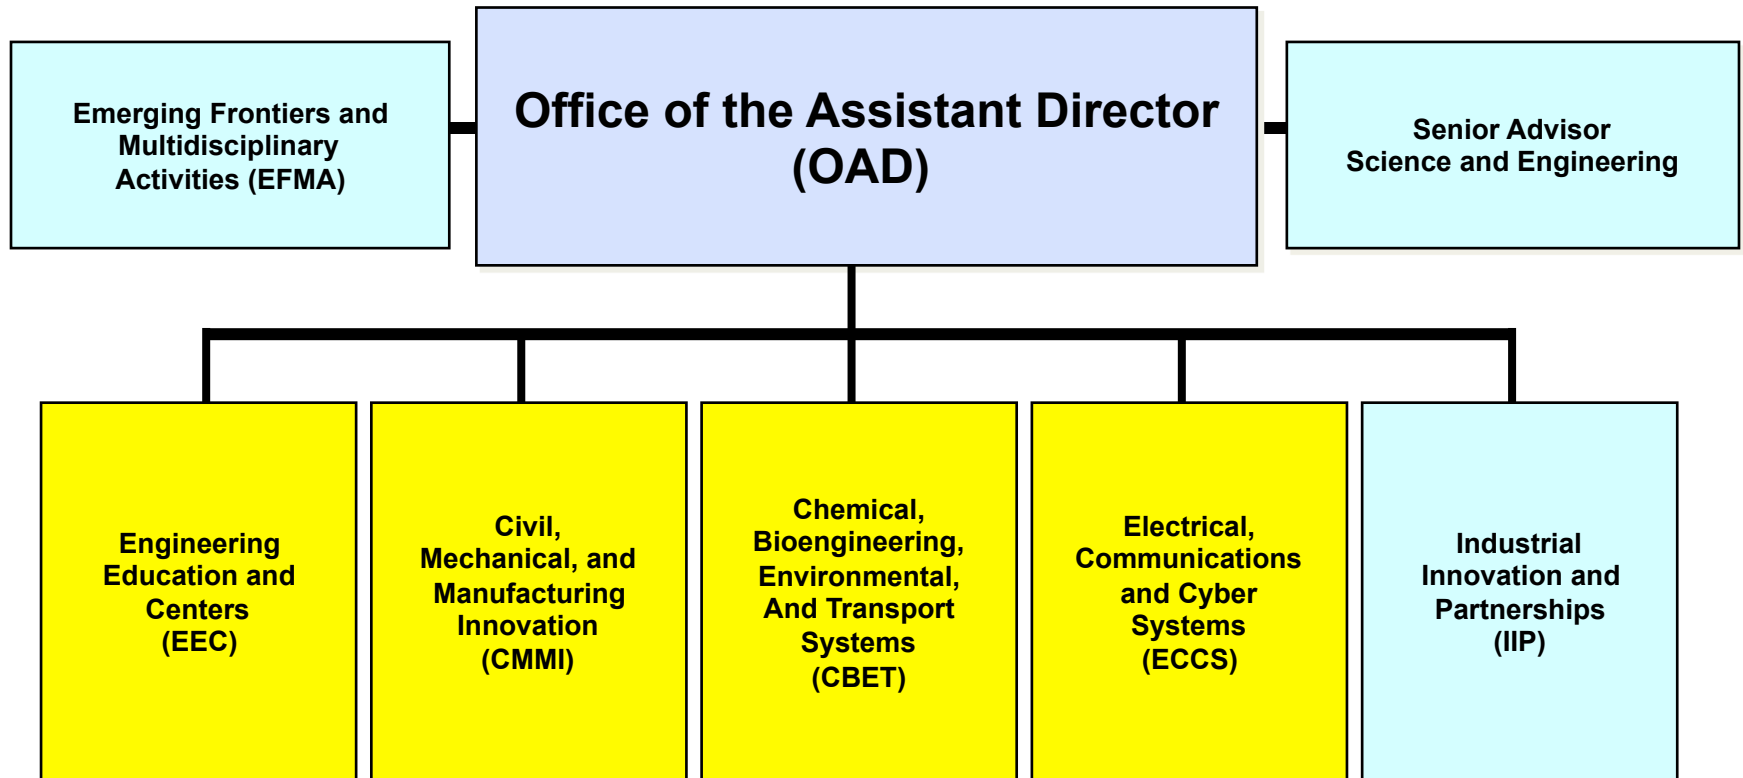 Emerging Frontiers and
Multidisciplinary
Activities (EFMA)
Office of the Assistant Director
(OAD)
Senior Advisor
Science and Engineering
Engineering
Education and
Centers
(EEC)
Civil,
Mechanical, and
Manufacturing
Innovation
(CMMI)
Chemical,
Bioengineering,
Environmental,
And Transport
Systems
(CBET)
Electrical,
Communications
and Cyber
Systems
(ECCS)
Industrial
Innovation and
Partnerships
(IIP)